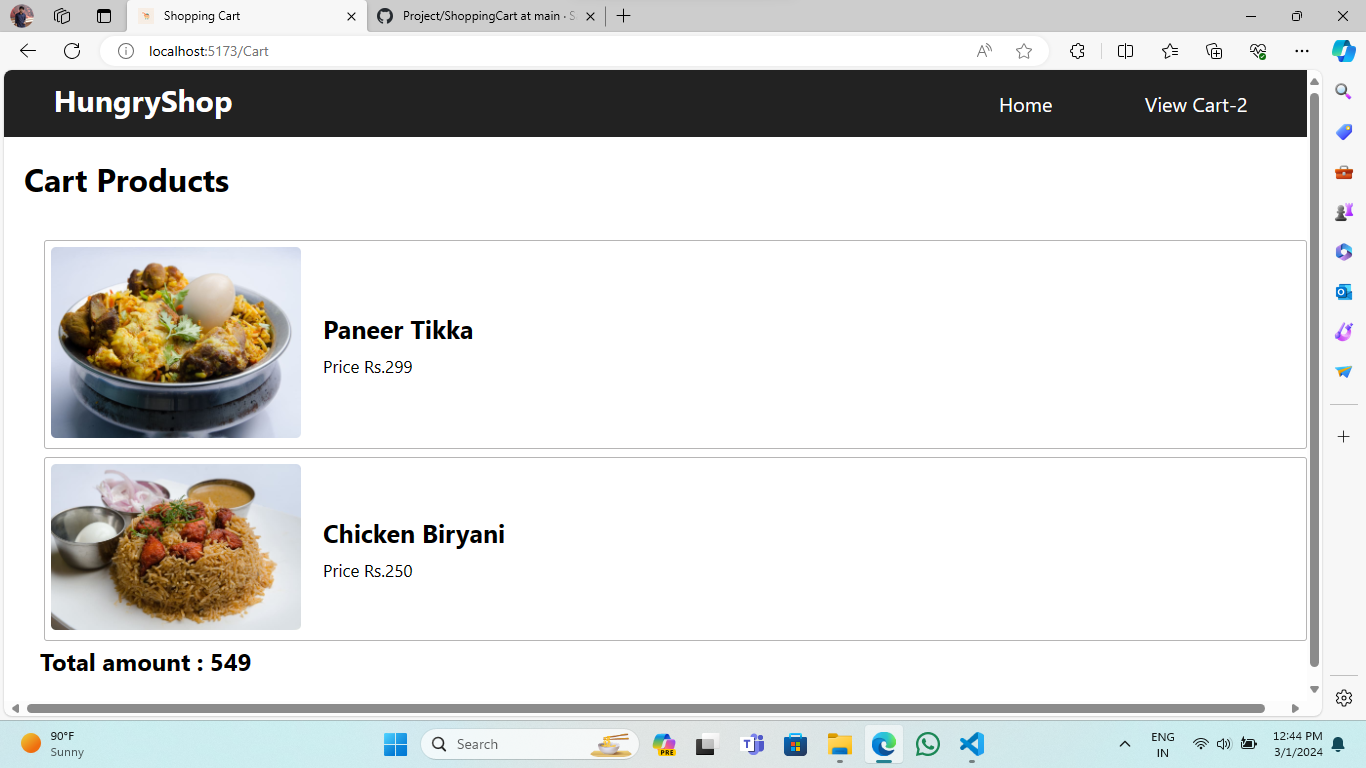 Shopping Cart
Project/ShoppingCart at main · S
localhost:5173/Cart
HungryShop
Home
View Cart-2
Cart Products
Paneer Tikka
Price Rs.299
Chicken Biryani
Price Rs.250
Total amount : 549
90°F
Sunny
Search
PRE
ENG
IN
12:44 PM
3/1/2024